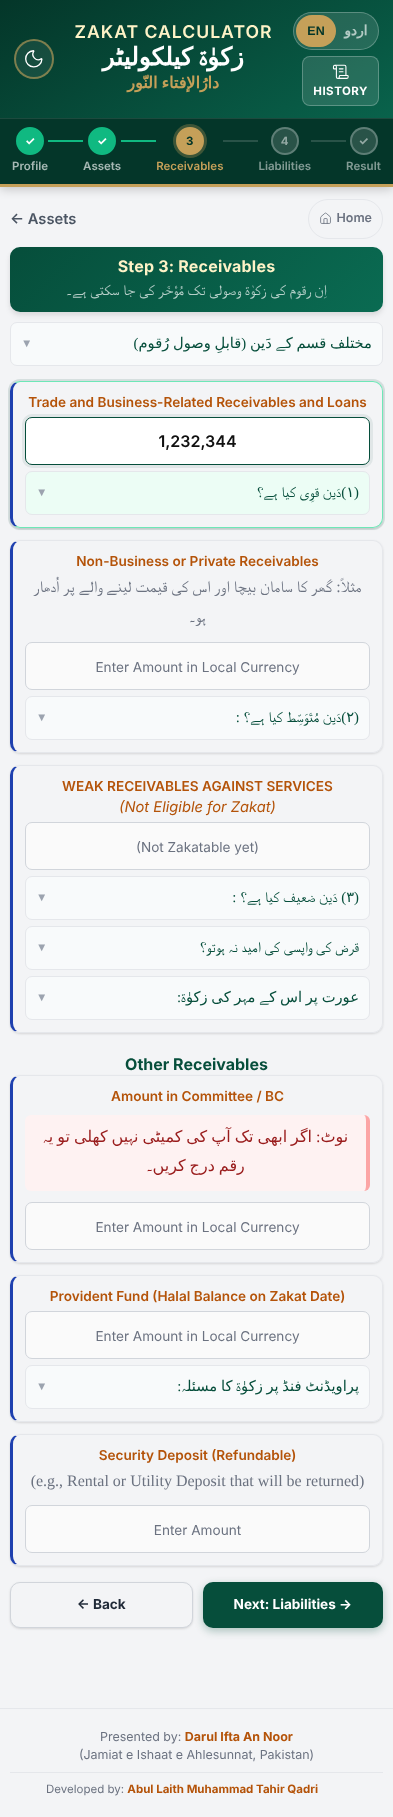 ZAKAT CALCULATOR
زکوٰۃ کیلکولیٹر
دارُالإفتاء النّور
EN اردو
HISTORY
3 4
Profile Assets Receivables Liabilities Result
← Assets
Home
Step 3: Receivables
اِن رقوم کی زکوٰۃ وصولی تک مُؤخّر کی جا سکتی ہے۔
مختلف قسم کے دَین (قابلِ وصول رُقوم)
Trade and Business-Related Receivables and Loans
1,232,344
(۱)دَین قوِی کیا ہے؟
Non-Business or Private Receivables
مثلاً: گھر کا سامان بیچا اور اس کی قیمت لینے والے پر اُدھار
ہو۔
Enter Amount in Local Currency
(۲)دَین مُتَوَسِّط کیا ہے؟ :
WEAK RECEIVABLES AGAINST SERVICES
(Not Eligible for Zakat)
(Not Zakatable yet)
(۳) دَین ضعیف کیا ہے؟ :
قرض کی واپسی کی امید نہ ہوتو؟
عورت پر اس کے مہر کی زکوٰۃ:
Other Receivables
Amount in Committee / BC
نوٹ: اگر ابھی تک آپ کی کمیٹی نہیں کھلی تو یہ
رقم درج کریں۔
Enter Amount in Local Currency
Provident Fund (Halal Balance on Zakat Date)
Enter Amount in Local Currency
پراویڈنٹ فنڈ پر زکوٰۃ کا مسئلہ:
Security Deposit (Refundable)
(e.g., Rental or Utility Deposit that will be returned)
Enter Amount
← Back
Next: Liabilities →
Presented by: Darul Ifta An Noor
(Jamiat e Ishaat e Ahlesunnat, Pakistan)
Developed by: Abul Laith Muhammad Tahir Qadri